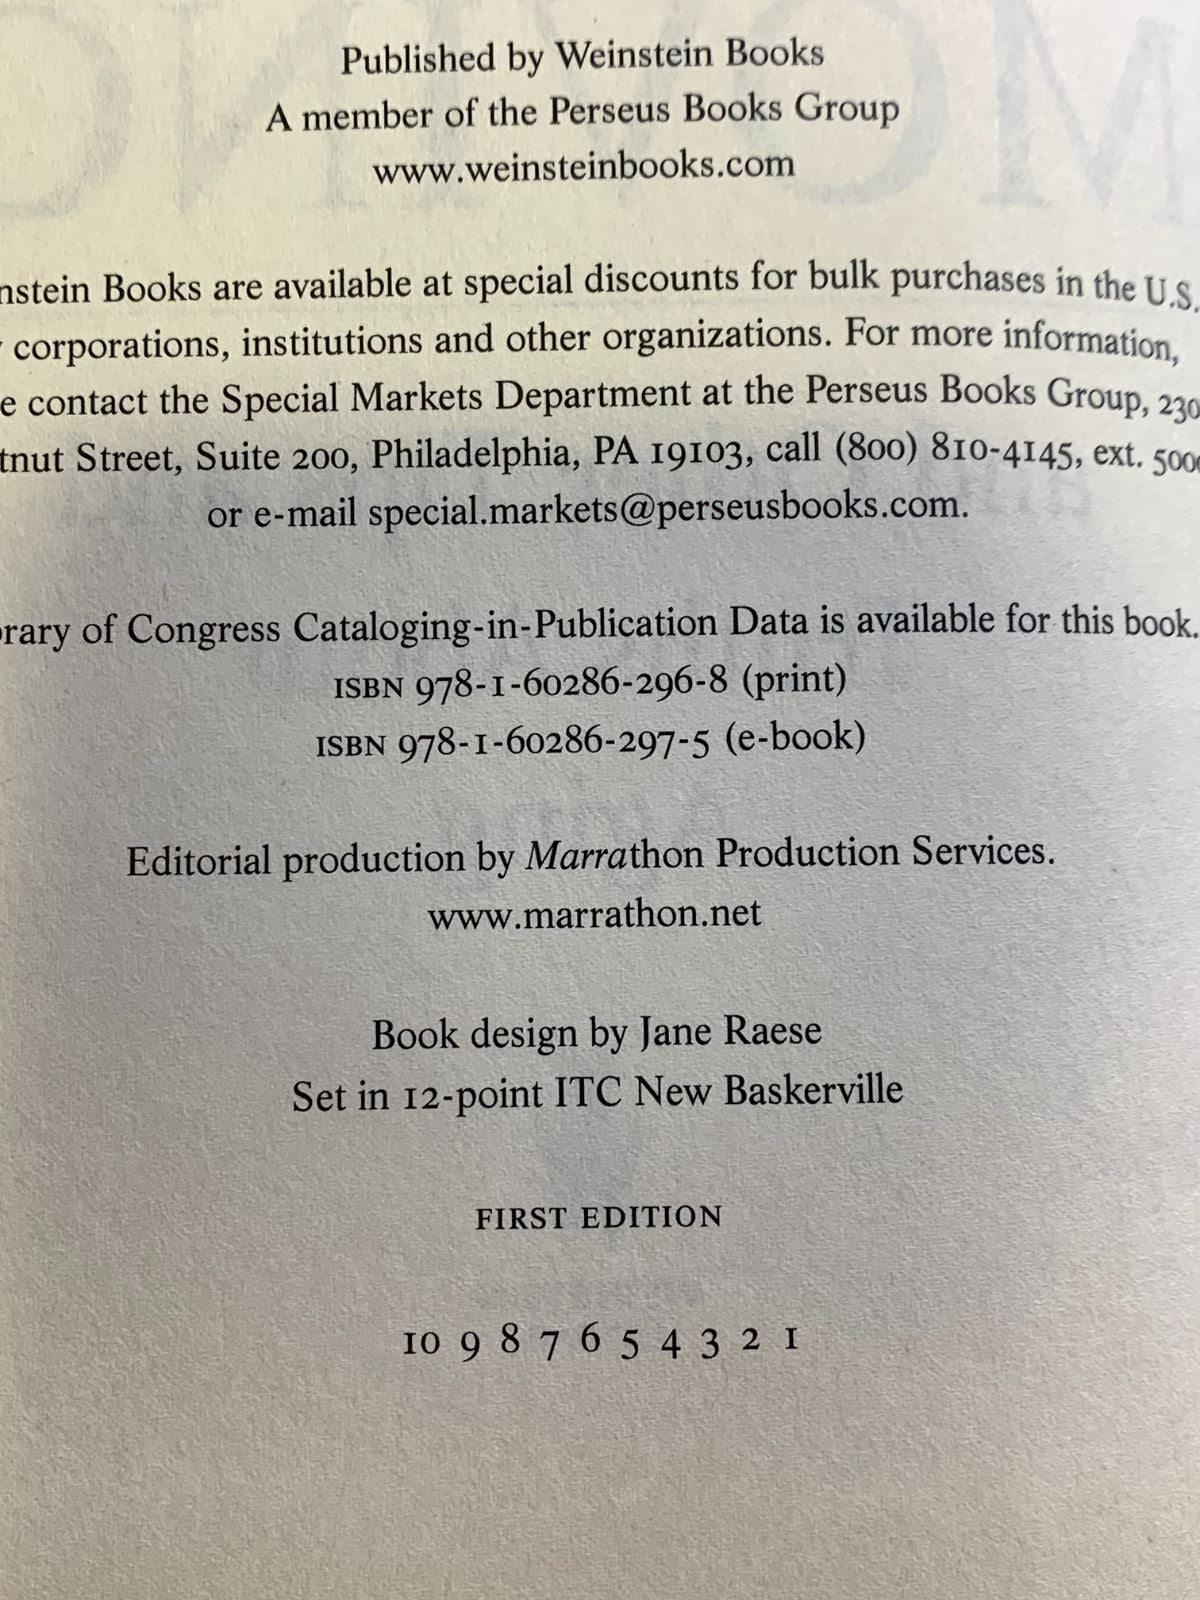 Published by Weinstein Books
A member of the Perseus Books Group
www.weinsteinbooks.com
nstein Books are available at special discounts for bulk purchases in the U.S.
corporations, institutions and other organizations. For more information,
e contact the Special Markets Department at the Perseus Books Group, 230
tnut Street, Suite 200, Philadelphia, PA 19103, call (800) 810-4145, ext. 500
or e-mail special.markets@perseusbooks.com.
rary of Congress Cataloging-in-Publication Data is available for this book.
ISBN 978-1-60286-296-8 (print)
ISBN 978-1-60286-297-5 (e-book)
Editorial production by Marrathon Production Services.
www.marrathon.net
Book design by Jane Raese
Set in 12-point ITC New Baskerville
FIRST EDITION
10 9 8 7 6 5 4 3 2 1